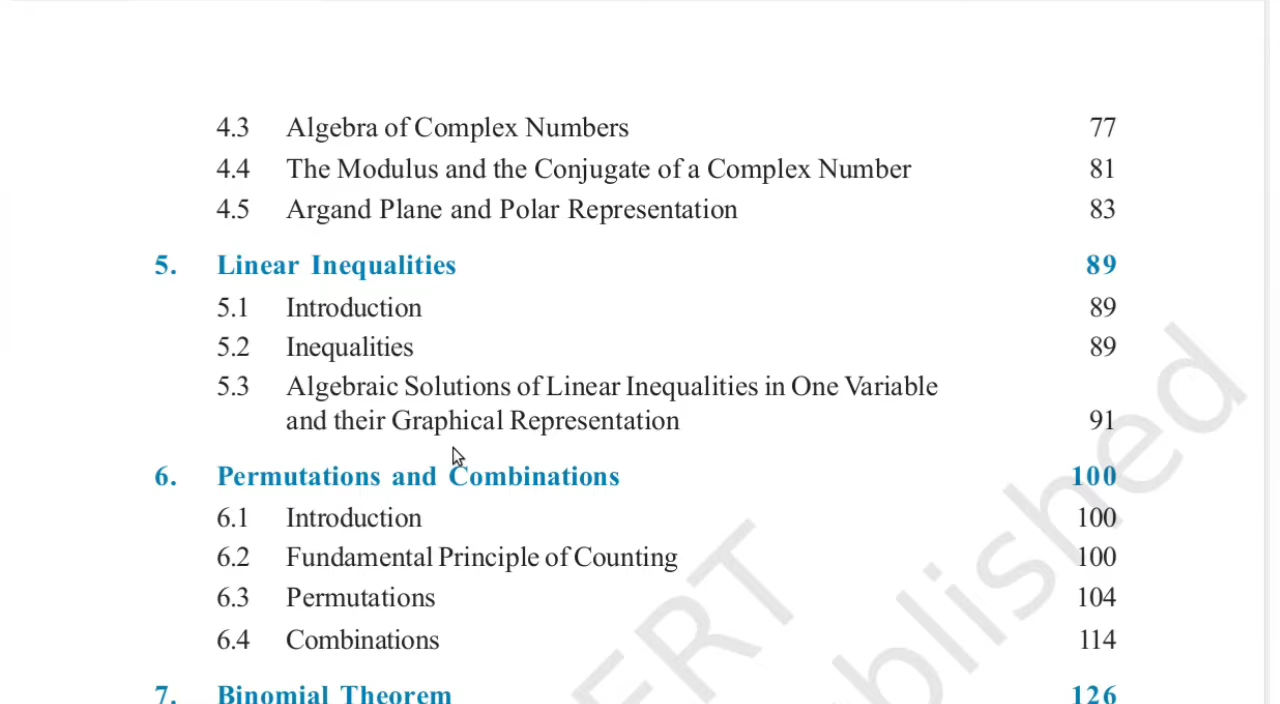 4.3 Algebra of Complex Numbers 77
4.4 The Modulus and the Conjugate of a Complex Number 81
4.5 Argand Plane and Polar Representation 83
5. Linear Inequalities 89
5.1 Introduction 89
5.2 Inequalities 89
5.3 Algebraic Solutions of Linear Inequalities in One Variable
and their Graphical Representation 91
6. Permutations and Combinations 100
6.1 Introduction 100
6.2 Fundamental Principle of Counting 100
6.3 Permutations 104
6.4 Combinations 114
7. Binomial Theorem 126
ERT
blished